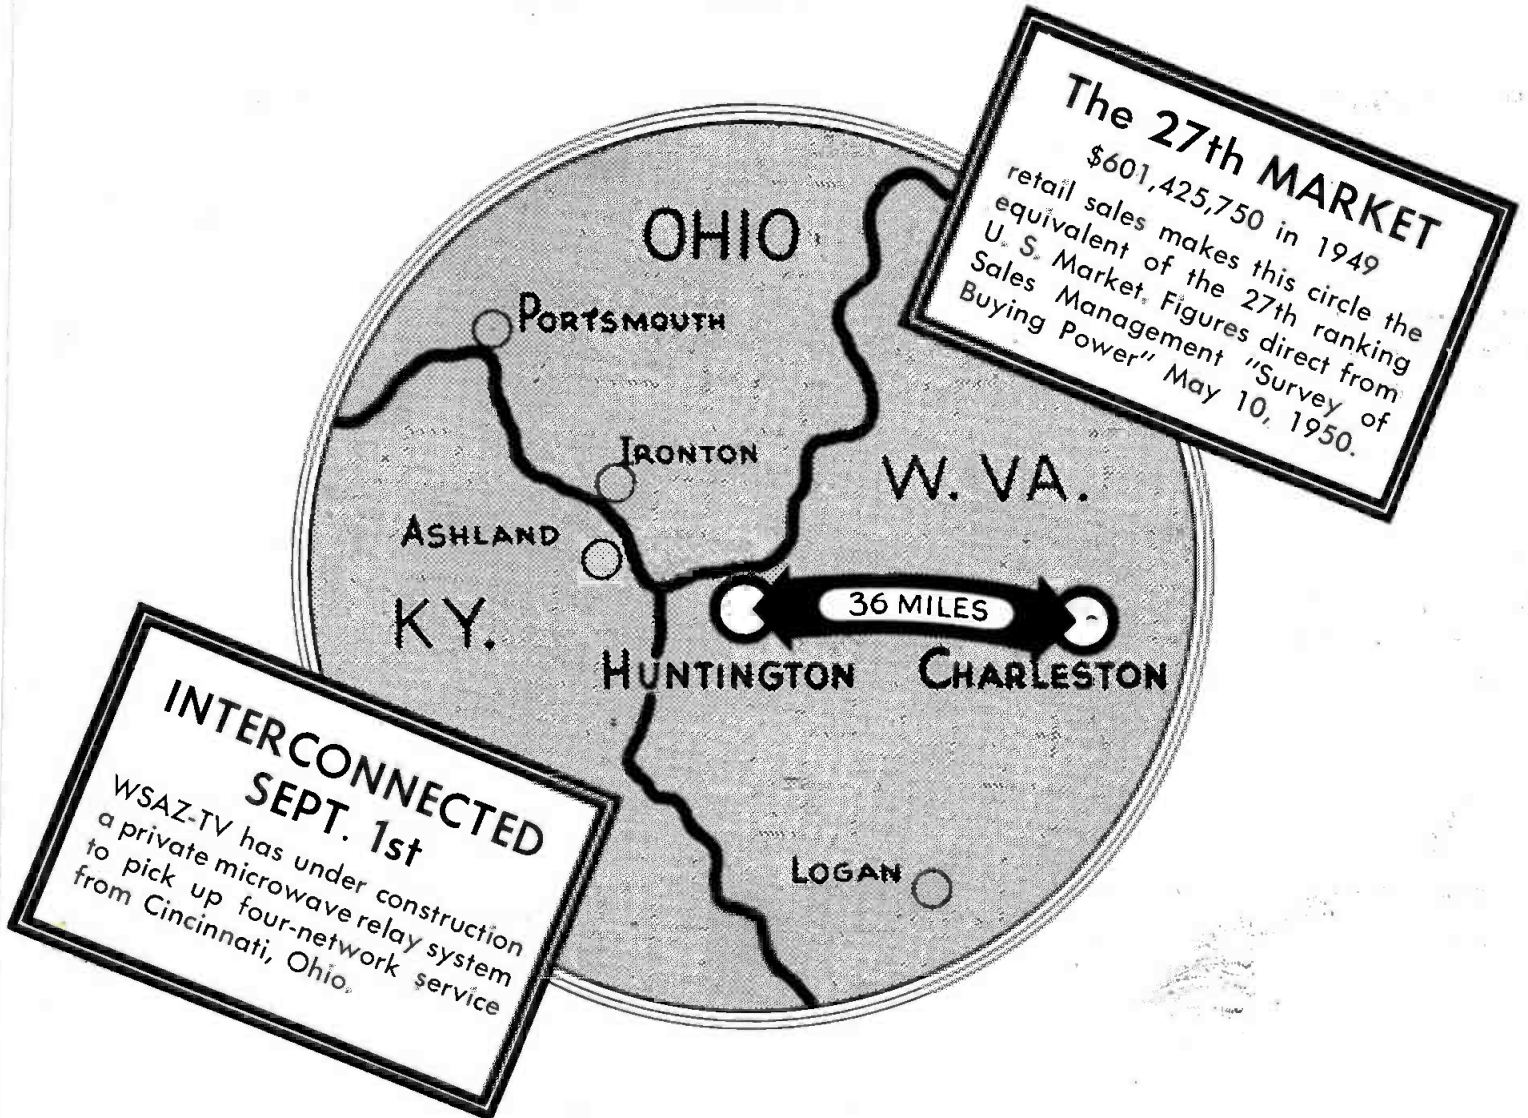 The 27th MARKET
$601,425,750 in 1949
retail sales makes this circle the
equivalent of the 27th ranking
U. S. Market. Figures direct from
Sales Management "Survey of
Buying Power" May 10, 1950.
OHIO
PORTSMOUTH
IRONTON
W. VA.
ASHLAND
KY.
36 MILES
HUNTINGTON
CHARLESTON
LOGAN
INTERCONNECTED
SEPT. 1st
WSAZ-TV has under construction
a private microwave relay system
to pick up four-network service
from Cincinnati, Ohio.